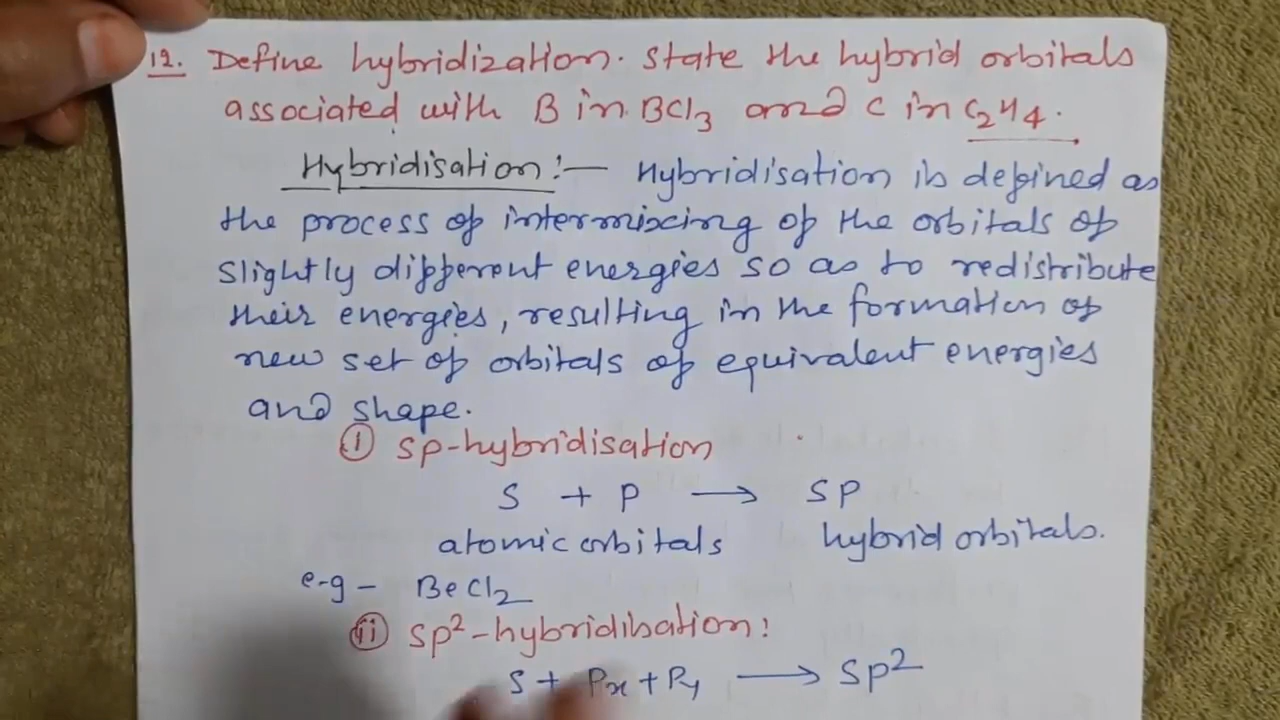 12. Define hybridization. State the hybrid orbitals
associated with B in BCl3 and C in C2H4.
Hybridisation :- Hybridisation is defined as
the process of intermixing of the orbitals of
slightly different energies so as to redistribute
their energies, resulting in the formation of
new set of orbitals of equivalent energies
and shape.
(i) sp-hybridisation
S + P → SP
atomic orbitals hybrid orbitals.
e-g - BeCl2
(ii) sp²-hybridisation :
S + Px + Py → SP²